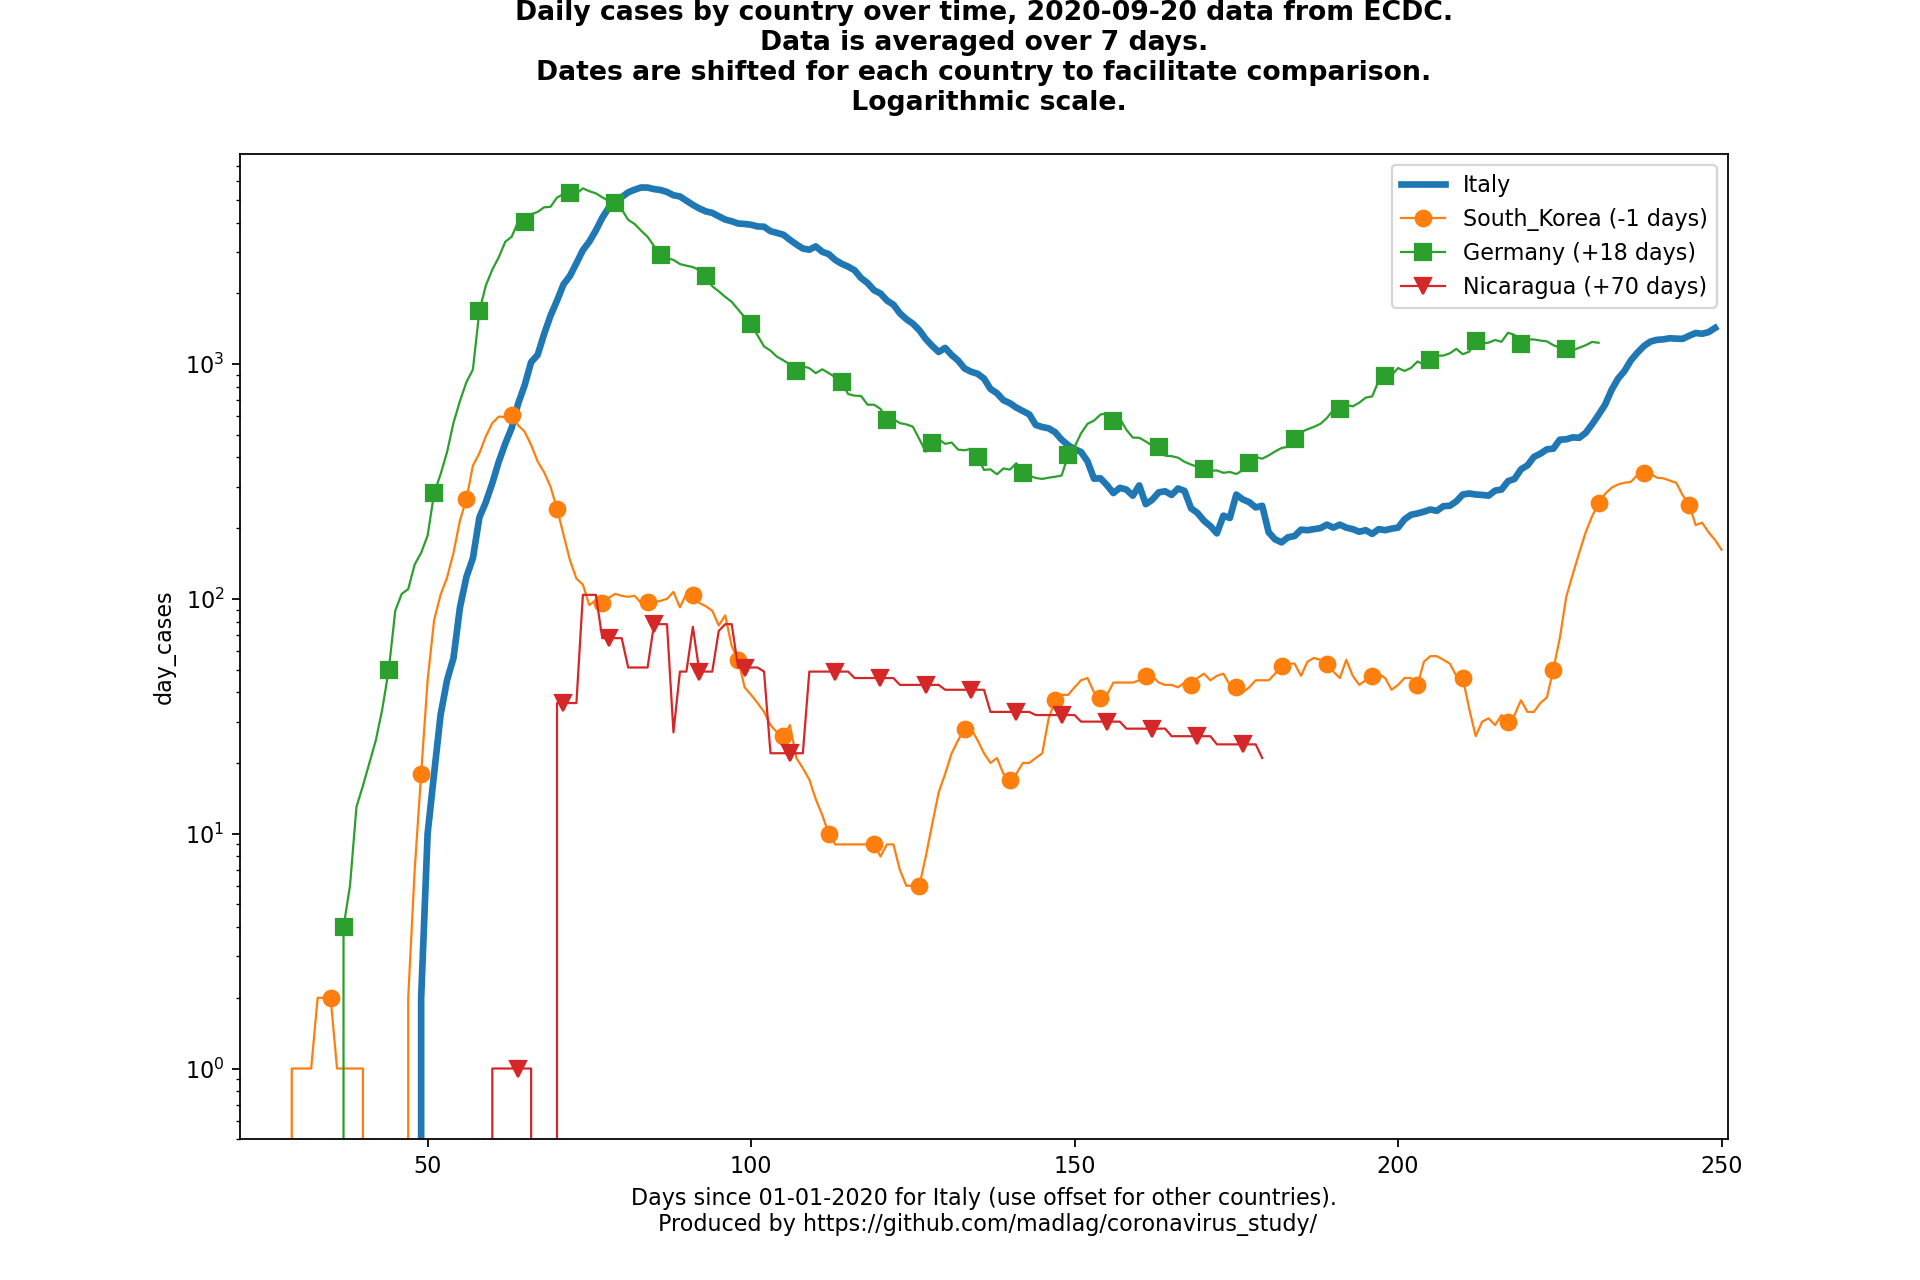 Daily cases by country over time, 2020-09-20 data from ECDC.
Data is averaged over 7 days.
Dates are shifted for each country to facilitate comparison.
Logarithmic scale.
Italy
South_Korea (-1 days)
Germany (+18 days)
Nicaragua (+70 days)
day_cases
10³
10²
10¹
10⁰
50 100 150 200 250
Days since 01-01-2020 for Italy (use offset for other countries).
Produced by https://github.com/madlag/coronavirus_study/